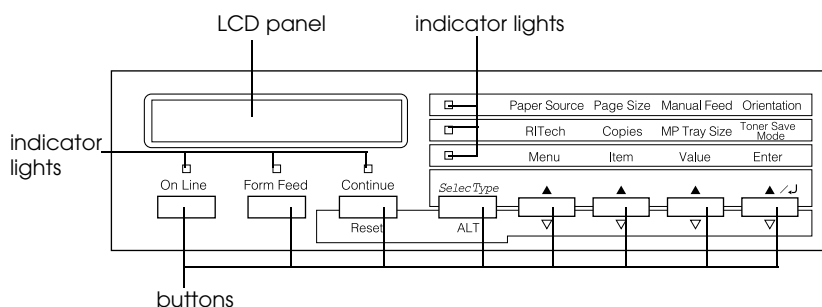 LCD panel
indicator lights
Paper Source Page Size Manual Feed Orientation
RITech Copies MP Tray Size Toner Save Mode
Menu Item Value Enter
indicator
lights
On Line Form Feed Continue SelecType ▲ ▲ ▲ ▲ /↲
Reset ALT ▽ ▽ ▽ ▽
buttons